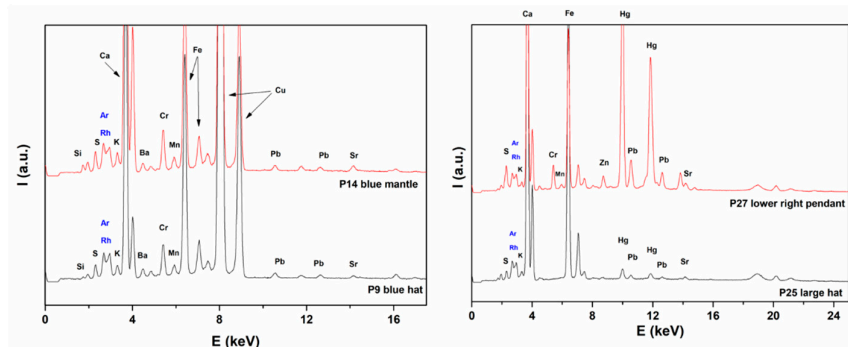 Ca
Fe
Cu
Ar
Rh
Si
S
K
Ba
Cr
Mn
Pb
Pb
Sr
P14 blue mantle
Ar
Rh
Si
S
K
Ba
Cr
Mn
Pb
Pb
Sr
P9 blue hat
I (a.u.)
0 4 8 12 16
E (keV)
Ca
Fe
Hg
Hg
S
Ar
Rh
K
Cr
Mn
Zn
Pb
Pb
Sr
P27 lower right pendant
Ar
Rh
S
K
Hg
Pb
Hg
Pb
Sr
P25 large hat
I (a.u.)
0 4 8 12 16 20 24
E (keV)